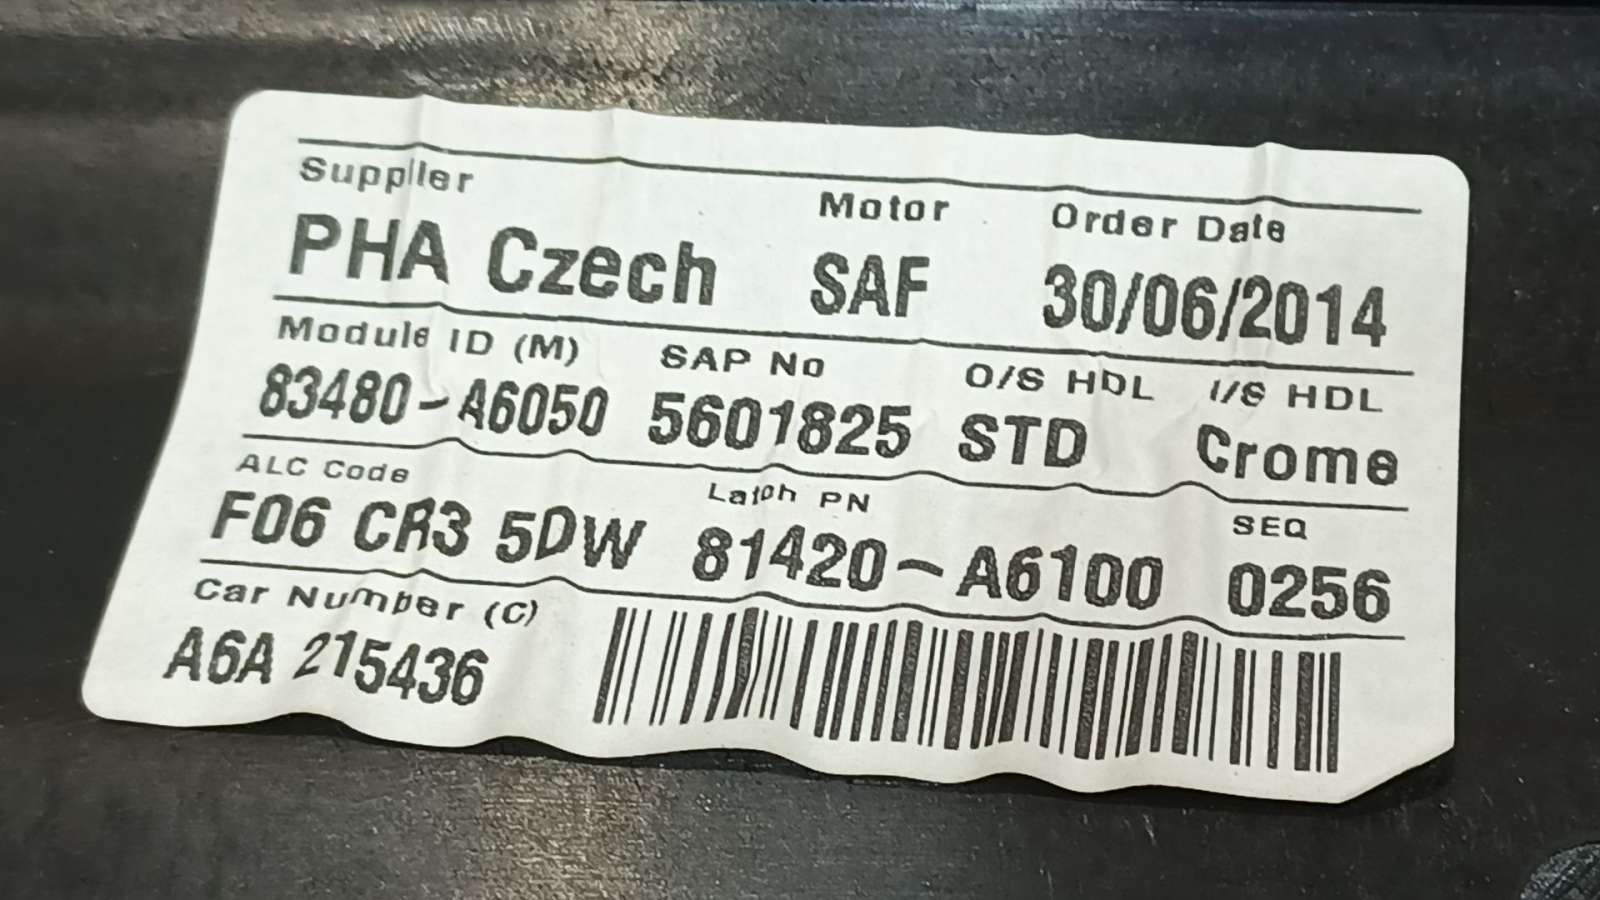 Supplier Motor Order Date
PHA Czech SAF 30/06/2014
Module ID (M) SAP No O/S HDL I/S HDL
83480-A6050 5601825 STD Crome
ALC Code Latch PN SEQ
F06 CR3 5DW 81420-A6100 0256
Car Number (C)
A6A 215436